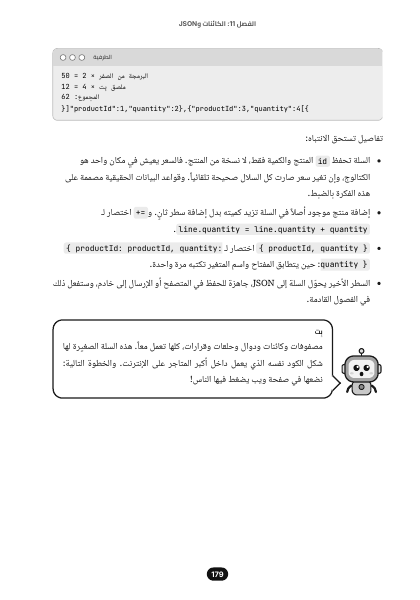 الفصل 11: الكائنات وJSON
الطرفية
البرمجة من الصفر × 2 = 50
ملصق بِت × 4 = 12
المجموع: 62
}]"productId":1,"quantity":2},{"productId":3,"quantity":4[{
تفاصيل تستحق الانتباه:
• السلة تحفظ id المنتج والكمية فقط، لا نسخة من المنتج. فالسعر يعيش في مكان واحد هو
الكتالوج، وإن تغير سعر صارت كل السلال صحيحة تلقائياً. وقواعد البيانات الحقيقية مصممة على
هذه الفكرة بالضبط.
• إضافة منتج موجود أصلاً في السلة تزيد كميته بدل إضافة سطر ثانٍ. و += اختصار لـ
line.quantity = line.quantity + quantity.
• { productId, quantity } اختصار لـ { productId: productId, quantity:
quantity }: حين يتطابق المفتاح واسم المتغير تكتبه مرة واحدة.
• السطر الأخير يحوّل السلة إلى JSON، جاهزة للحفظ في المتصفح أو الإرسال إلى خادم، وستفعل ذلك
في الفصول القادمة.
بِت
مصفوفات وكائنات ودوال وحلقات وقرارات، كلها تعمل معاً. هذه السلة الصغيرة لها
شكل الكود نفسه الذي يعمل داخل أكبر المتاجر على الإنترنت. والخطوة التالية:
نضعها في صفحة ويب يضغط فيها الناس!
179